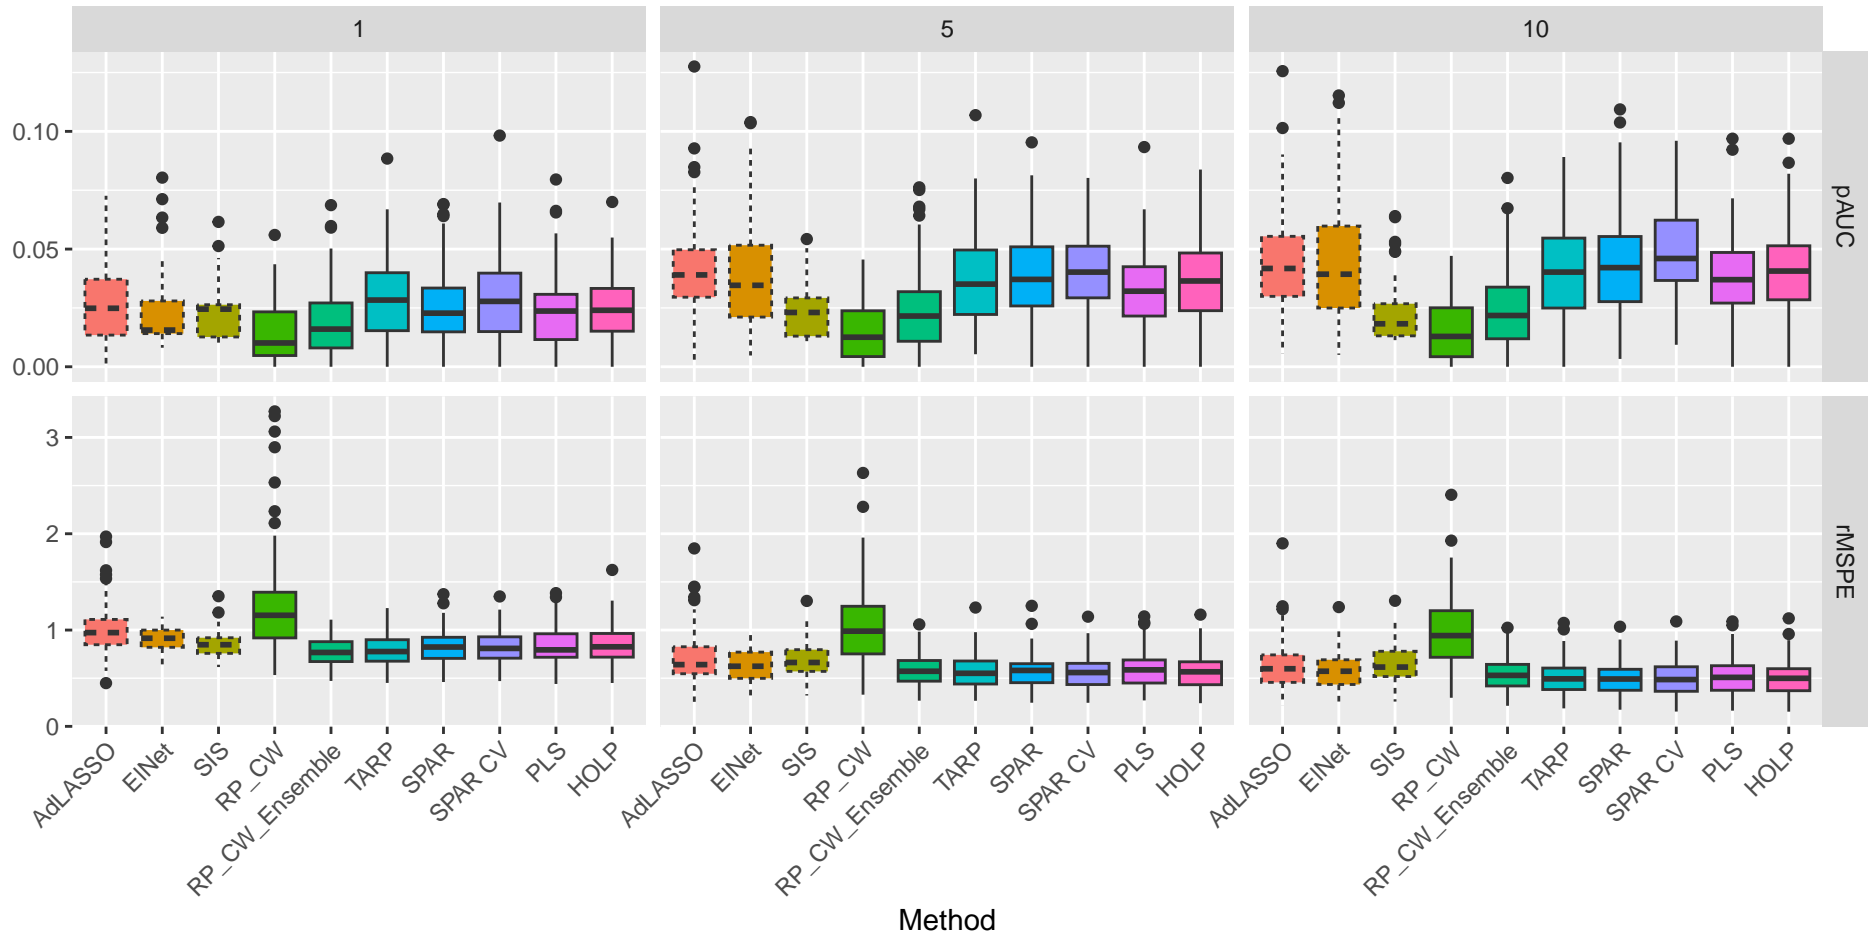 1 5 10
0.10
0.05
0.00
pAUC
3
2
1
0
rMSPE
AdLASSO ElNet SIS RP_CW RP_CW_Ensemble TARP SPAR SPAR CV PLS HOLP AdLASSO ElNet SIS RP_CW RP_CW_Ensemble TARP SPAR SPAR CV PLS HOLP AdLASSO ElNet SIS RP_CW RP_CW_Ensemble TARP SPAR SPAR CV PLS HOLP
Method